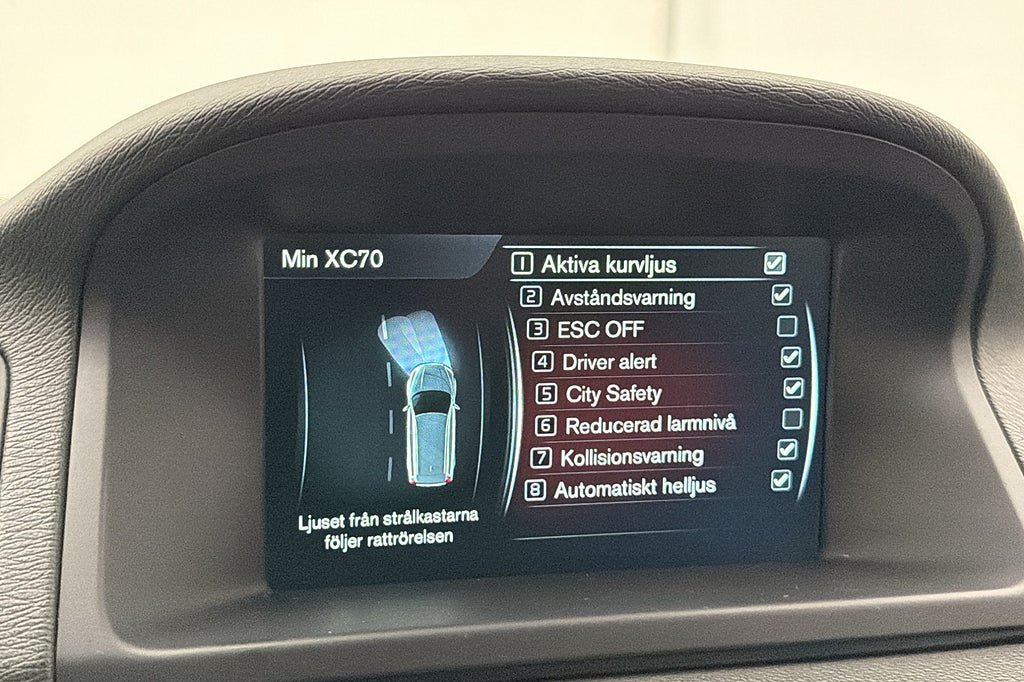 Min XC70
1 Aktiva kurvljus
2 Avståndsvarning
3 ESC OFF
4 Driver alert
5 City Safety
6 Reducerad larmnivå
7 Kollisionsvarning
8 Automatiskt helljus
Ljuset från strålkastarna
följer rattrörelsen